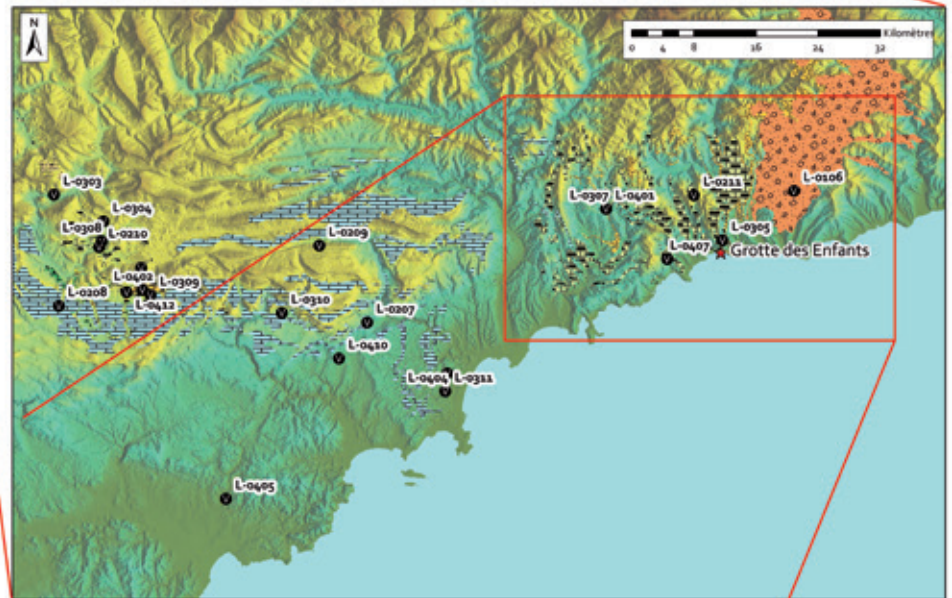 N
Kilomètres
0 4 8 16 24 32
L-0303
L-0304
L-0308
L-0210
L-0209
L-0307
L-0401
L-0211
L-0106
L-0305
L-0407
Grotte des Enfants
L-0402
L-0309
L-0208
L-0412
L-0310
L-0207
L-0410
L-0404
L-0311
L-0405